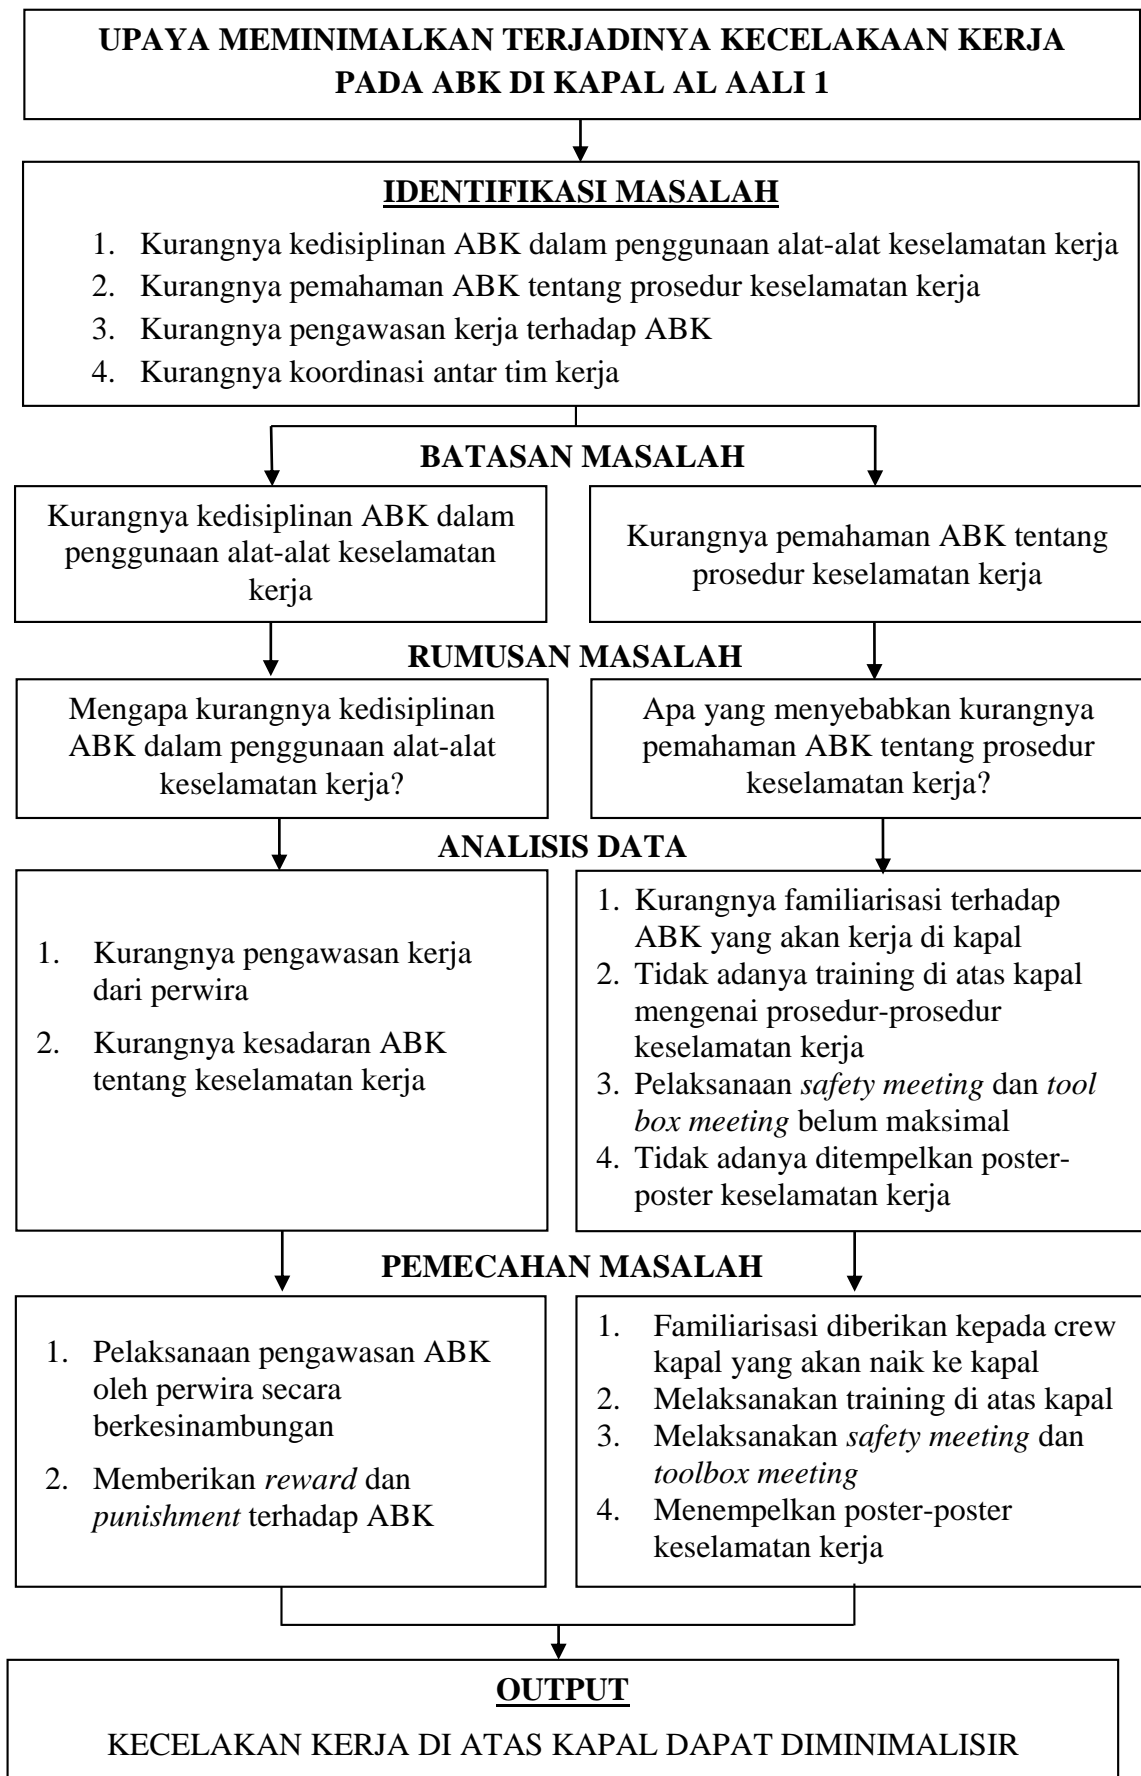 UPAYA MEMINIMALKAN TERJADINYA KECELAKAAN KERJA
PADA ABK DI KAPAL AL AALI 1
IDENTIFIKASI MASALAH
1. Kurangnya kedisiplinan ABK dalam penggunaan alat-alat keselamatan kerja
2. Kurangnya pemahaman ABK tentang prosedur keselamatan kerja
3. Kurangnya pengawasan kerja terhadap ABK
4. Kurangnya koordinasi antar tim kerja
BATASAN MASALAH
Kurangnya kedisiplinan ABK dalam
penggunaan alat-alat keselamatan
kerja
Kurangnya pemahaman ABK tentang
prosedur keselamatan kerja
RUMUSAN MASALAH
Mengapa kurangnya kedisiplinan
ABK dalam penggunaan alat-alat
keselamatan kerja?
Apa yang menyebabkan kurangnya
pemahaman ABK tentang prosedur
keselamatan kerja?
ANALISIS DATA
1. Kurangnya pengawasan kerja
dari perwira
2. Kurangnya kesadaran ABK
tentang keselamatan kerja
1. Kurangnya familiarisasi terhadap
ABK yang akan kerja di kapal
2. Tidak adanya training di atas kapal
mengenai prosedur-prosedur
keselamatan kerja
3. Pelaksanaan safety meeting dan tool
box meeting belum maksimal
4. Tidak adanya ditempelkan poster-
poster keselamatan kerja
PEMECAHAN MASALAH
1. Pelaksanaan pengawasan ABK
oleh perwira secara
berkesinambungan
2. Memberikan reward dan
punishment terhadap ABK
1. Familiarisasi diberikan kepada crew
kapal yang akan naik ke kapal
2. Melaksanakan training di atas kapal
3. Melaksanakan safety meeting dan
toolbox meeting
4. Menempelkan poster-poster
keselamatan kerja
OUTPUT
KECELAKAN KERJA DI ATAS KAPAL DAPAT DIMINIMALISIR